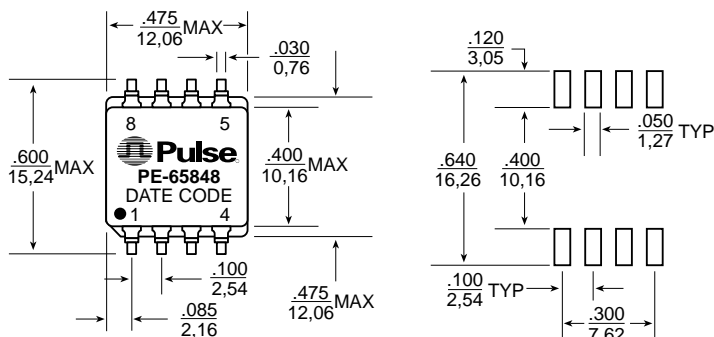 .475
12,06 MAX
.030
0,76
8 5
Pulse
PE-65848
DATE CODE
1 4
.600
15,24 MAX
.400
10,16 MAX
.100
2,54
.085
2,16
.475
12,06 MAX
.120
3,05
.050
1,27 TYP
.640
16,26
.400
10,16
.100
2,54 TYP
.300
7,62